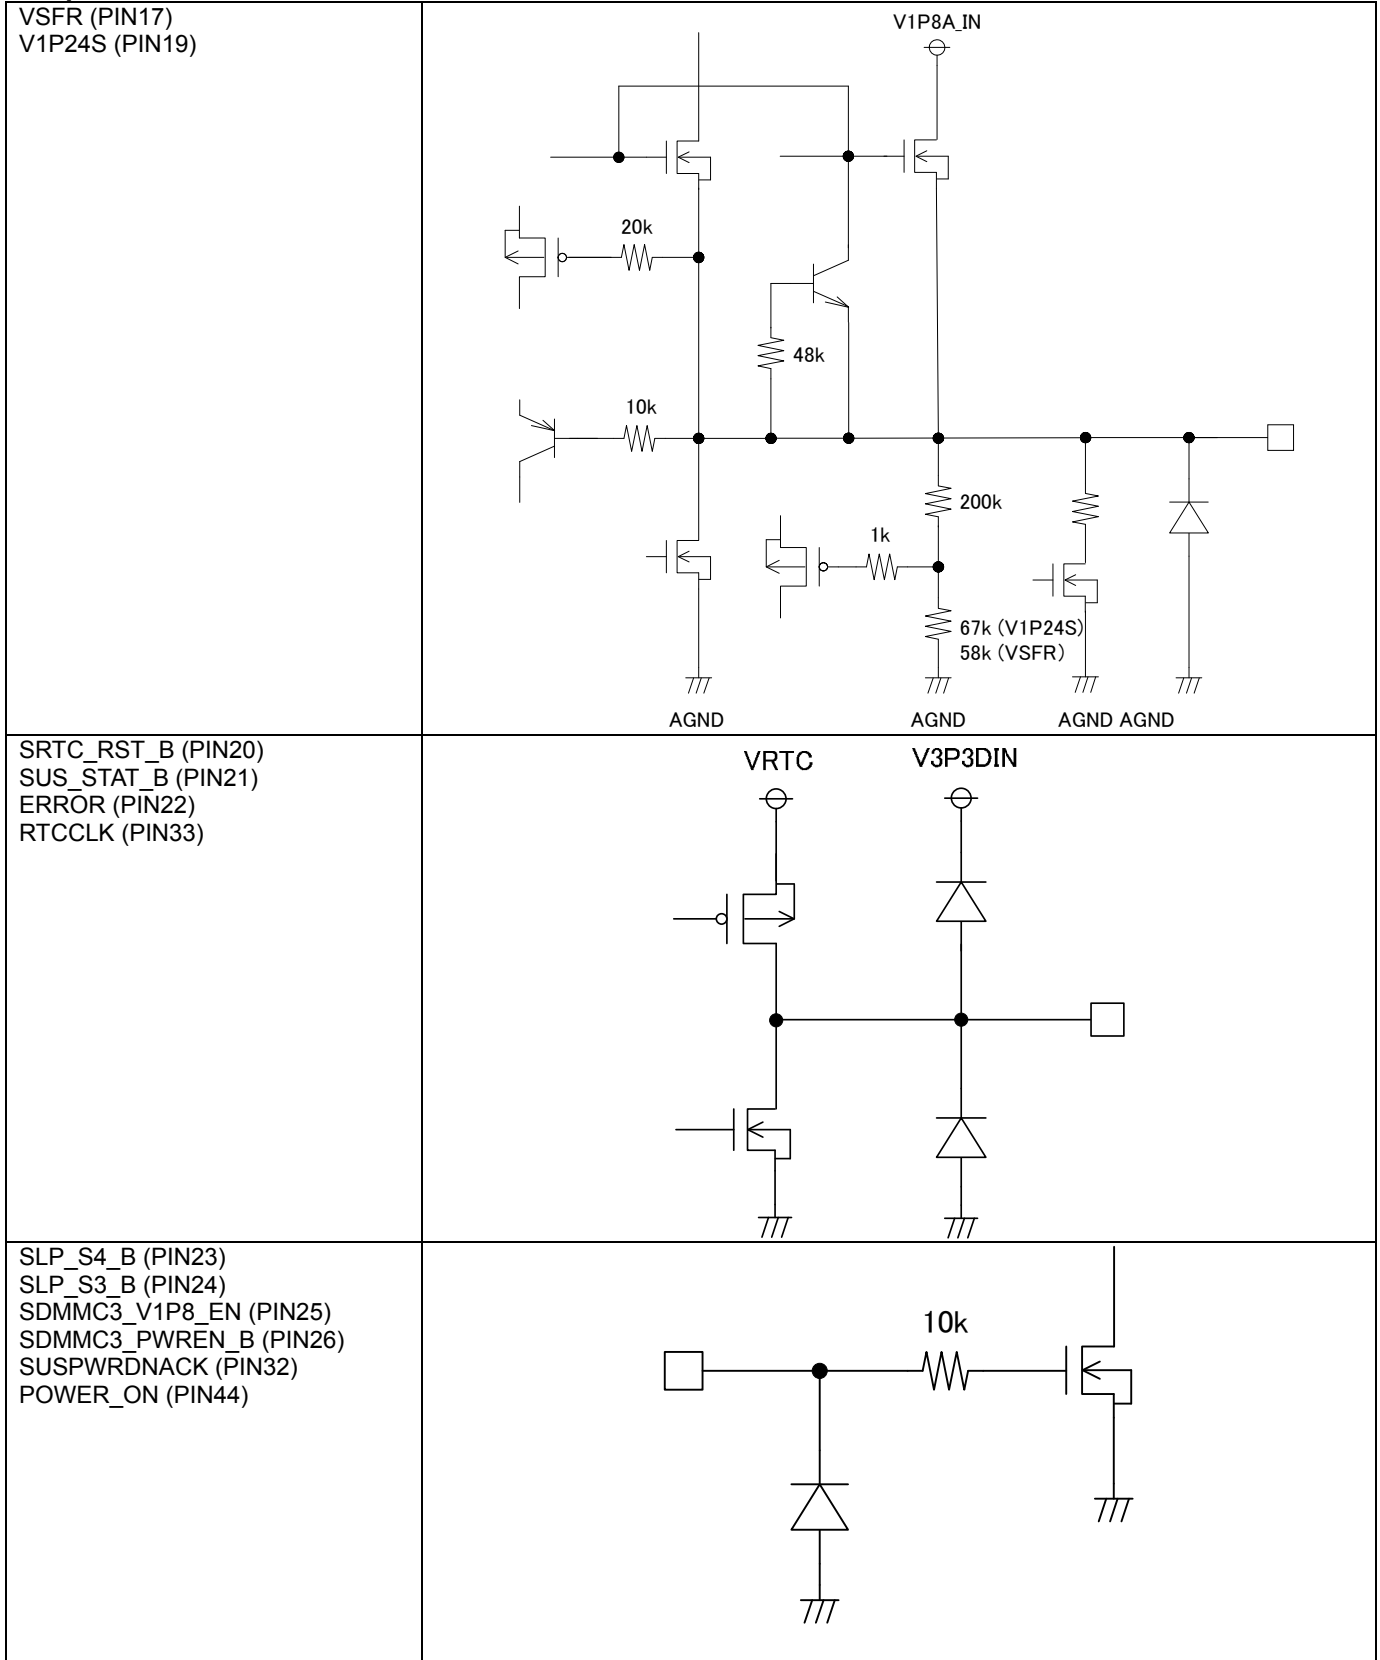 VSFR (PIN17)
V1P24S (PIN19)
V1P8A_IN
20k
48k
10k
200k
1k
67k (V1P24S)
58k (VSFR)
AGND
AGND
AGND AGND
SRTC_RST_B (PIN20)
SUS_STAT_B (PIN21)
ERROR (PIN22)
RTCCLK (PIN33)
VRTC
V3P3DIN
SLP_S4_B (PIN23)
SLP_S3_B (PIN24)
SDMMC3_V1P8_EN (PIN25)
SDMMC3_PWREN_B (PIN26)
SUSPWRDNACK (PIN32)
POWER_ON (PIN44)
10k